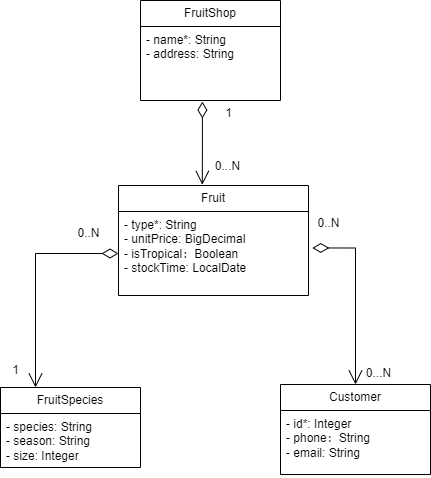 FruitShop
- name*: String
- address: String
1
0...N
Fruit
- type*: String
- unitPrice: BigDecimal
- isTropical：Boolean
- stockTime: LocalDate
0..N
0..N
1
0...N
FruitSpecies
- species: String
- season: String
- size: Integer
Customer
- id*: Integer
- phone：String
- email: String